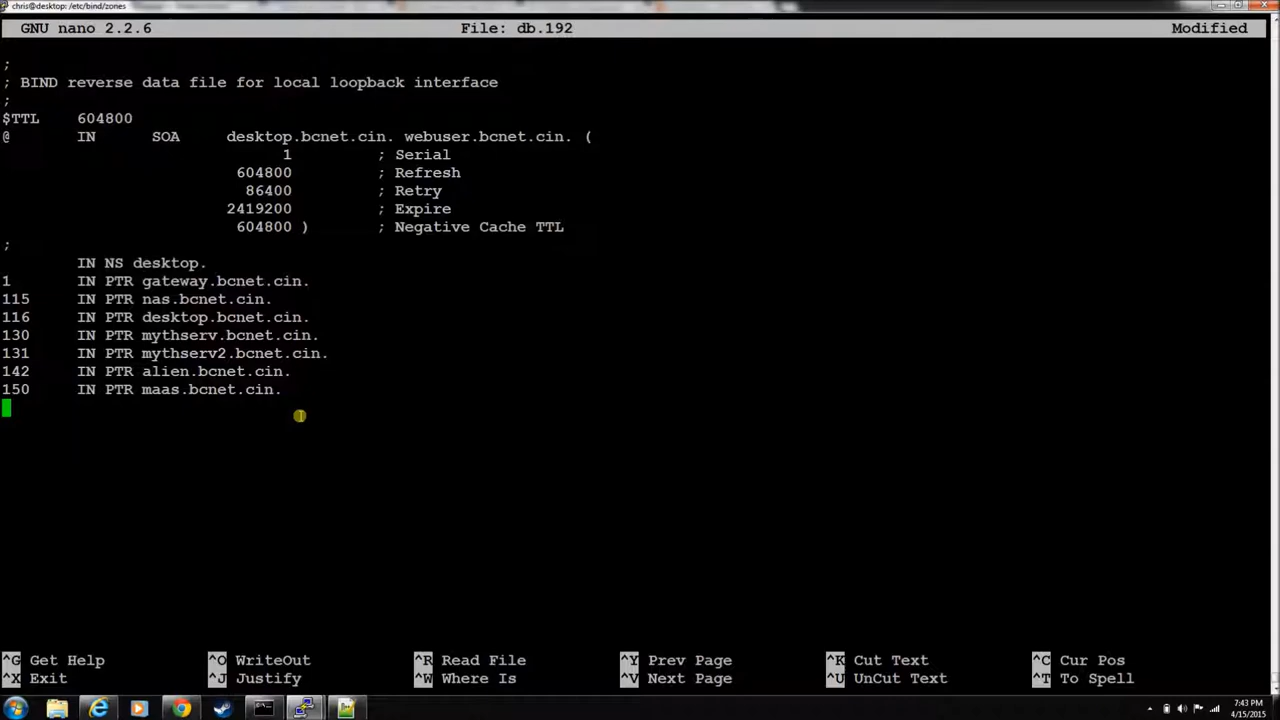 chris@desktop: /etc/bind/zones
GNU nano 2.2.6 File: db.192 Modified
;
; BIND reverse data file for local loopback interface
;
$TTL 604800
@ IN SOA desktop.bcnet.cin. webuser.bcnet.cin. (
1 ; Serial
604800 ; Refresh
86400 ; Retry
2419200 ; Expire
604800 ) ; Negative Cache TTL
;
IN NS desktop.
1 IN PTR gateway.bcnet.cin.
115 IN PTR nas.bcnet.cin.
116 IN PTR desktop.bcnet.cin.
130 IN PTR mythserv.bcnet.cin.
131 IN PTR mythserv2.bcnet.cin.
142 IN PTR alien.bcnet.cin.
150 IN PTR maas.bcnet.cin.
^G Get Help ^O WriteOut ^R Read File ^Y Prev Page ^K Cut Text ^C Cur Pos
^X Exit ^J Justify ^W Where Is ^V Next Page ^U UnCut Text ^T To Spell
7:43 PM
4/15/2015